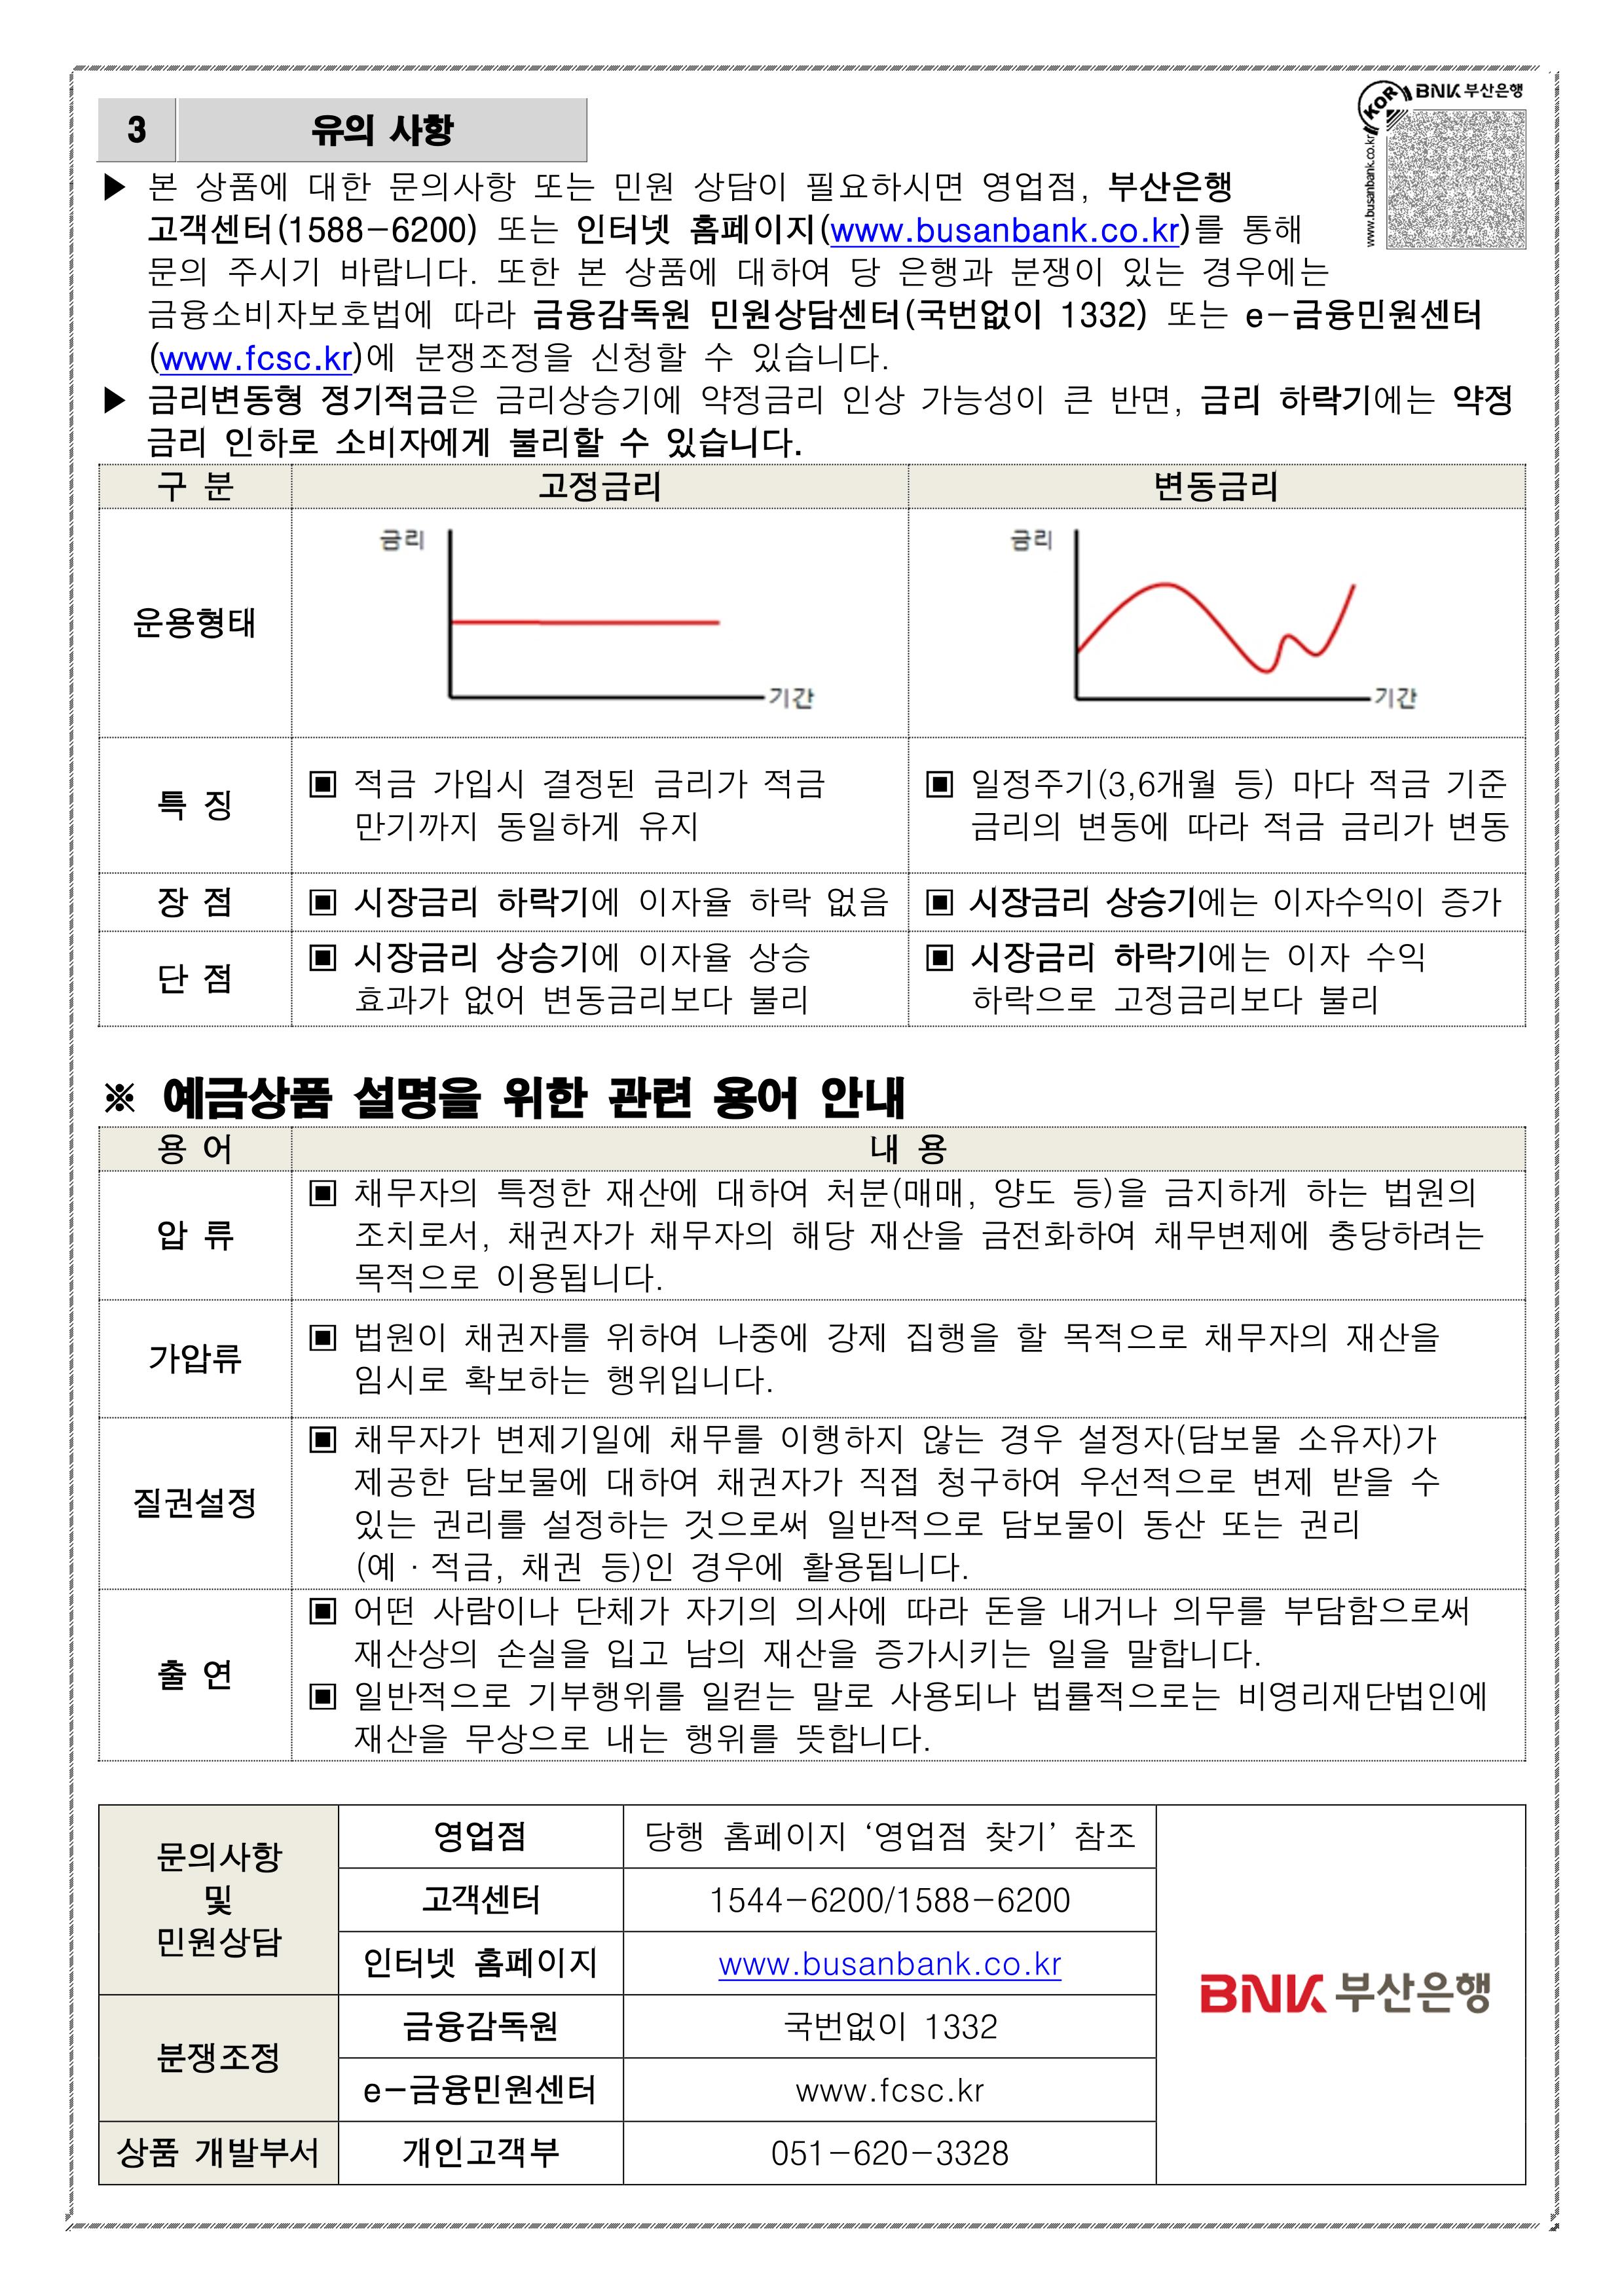 KOR
BNK 부산은행
www.busanbank.co.kr
3 유의 사항
▶ 본 상품에 대한 문의사항 또는 민원 상담이 필요하시면 영업점, 부산은행
고객센터(1588-6200) 또는 인터넷 홈페이지(www.busanbank.co.kr)를 통해
문의 주시기 바랍니다. 또한 본 상품에 대하여 당 은행과 분쟁이 있는 경우에는
금융소비자보호법에 따라 금융감독원 민원상담센터(국번없이 1332) 또는 e-금융민원센터
(www.fcsc.kr)에 분쟁조정을 신청할 수 있습니다.
▶ 금리변동형 정기적금은 금리상승기에 약정금리 인상 가능성이 큰 반면, 금리 하락기에는 약정
금리 인하로 소비자에게 불리할 수 있습니다.
구 분 고정금리 변동금리
운용형태
금리
기간
금리
기간
특 징
▣ 적금 가입시 결정된 금리가 적금
만기까지 동일하게 유지
▣ 일정주기(3,6개월 등) 마다 적금 기준
금리의 변동에 따라 적금 금리가 변동
장 점
▣ 시장금리 하락기에 이자율 하락 없음
▣ 시장금리 상승기에는 이자수익이 증가
단 점
▣ 시장금리 상승기에 이자율 상승
효과가 없어 변동금리보다 불리
▣ 시장금리 하락기에는 이자 수익
하락으로 고정금리보다 불리
※ 예금상품 설명을 위한 관련 용어 안내
용 어 내 용
압 류
▣ 채무자의 특정한 재산에 대하여 처분(매매, 양도 등)을 금지하게 하는 법원의
조치로서, 채권자가 채무자의 해당 재산을 금전화하여 채무변제에 충당하려는
목적으로 이용됩니다.
가압류
▣ 법원이 채권자를 위하여 나중에 강제 집행을 할 목적으로 채무자의 재산을
임시로 확보하는 행위입니다.
질권설정
▣ 채무자가 변제기일에 채무를 이행하지 않는 경우 설정자(담보물 소유자)가
제공한 담보물에 대하여 채권자가 직접 청구하여 우선적으로 변제 받을 수
있는 권리를 설정하는 것으로써 일반적으로 담보물이 동산 또는 권리
(예·적금, 채권 등)인 경우에 활용됩니다.
출 연
▣ 어떤 사람이나 단체가 자기의 의사에 따라 돈을 내거나 의무를 부담함으로써
재산상의 손실을 입고 남의 재산을 증가시키는 일을 말합니다.
▣ 일반적으로 기부행위를 일컫는 말로 사용되나 법률적으로는 비영리재단법인에
재산을 무상으로 내는 행위를 뜻합니다.
문의사항
및
민원상담
영업점 당행 홈페이지 ‘영업점 찾기’ 참조
고객센터 1544-6200/1588-6200
인터넷 홈페이지 www.busanbank.co.kr
분쟁조정
금융감독원 국번없이 1332
e-금융민원센터 www.fcsc.kr
상품 개발부서 개인고객부 051-620-3328
BNK 부산은행